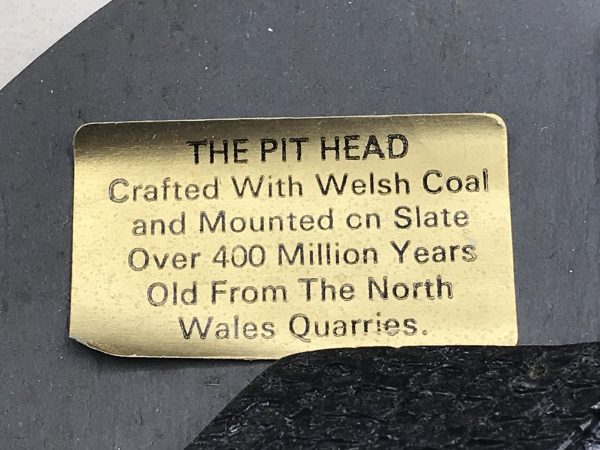 THE PIT HEAD
Crafted With Welsh Coal
and Mounted on Slate
Over 400 Million Years
Old From The North
Wales Quarries.